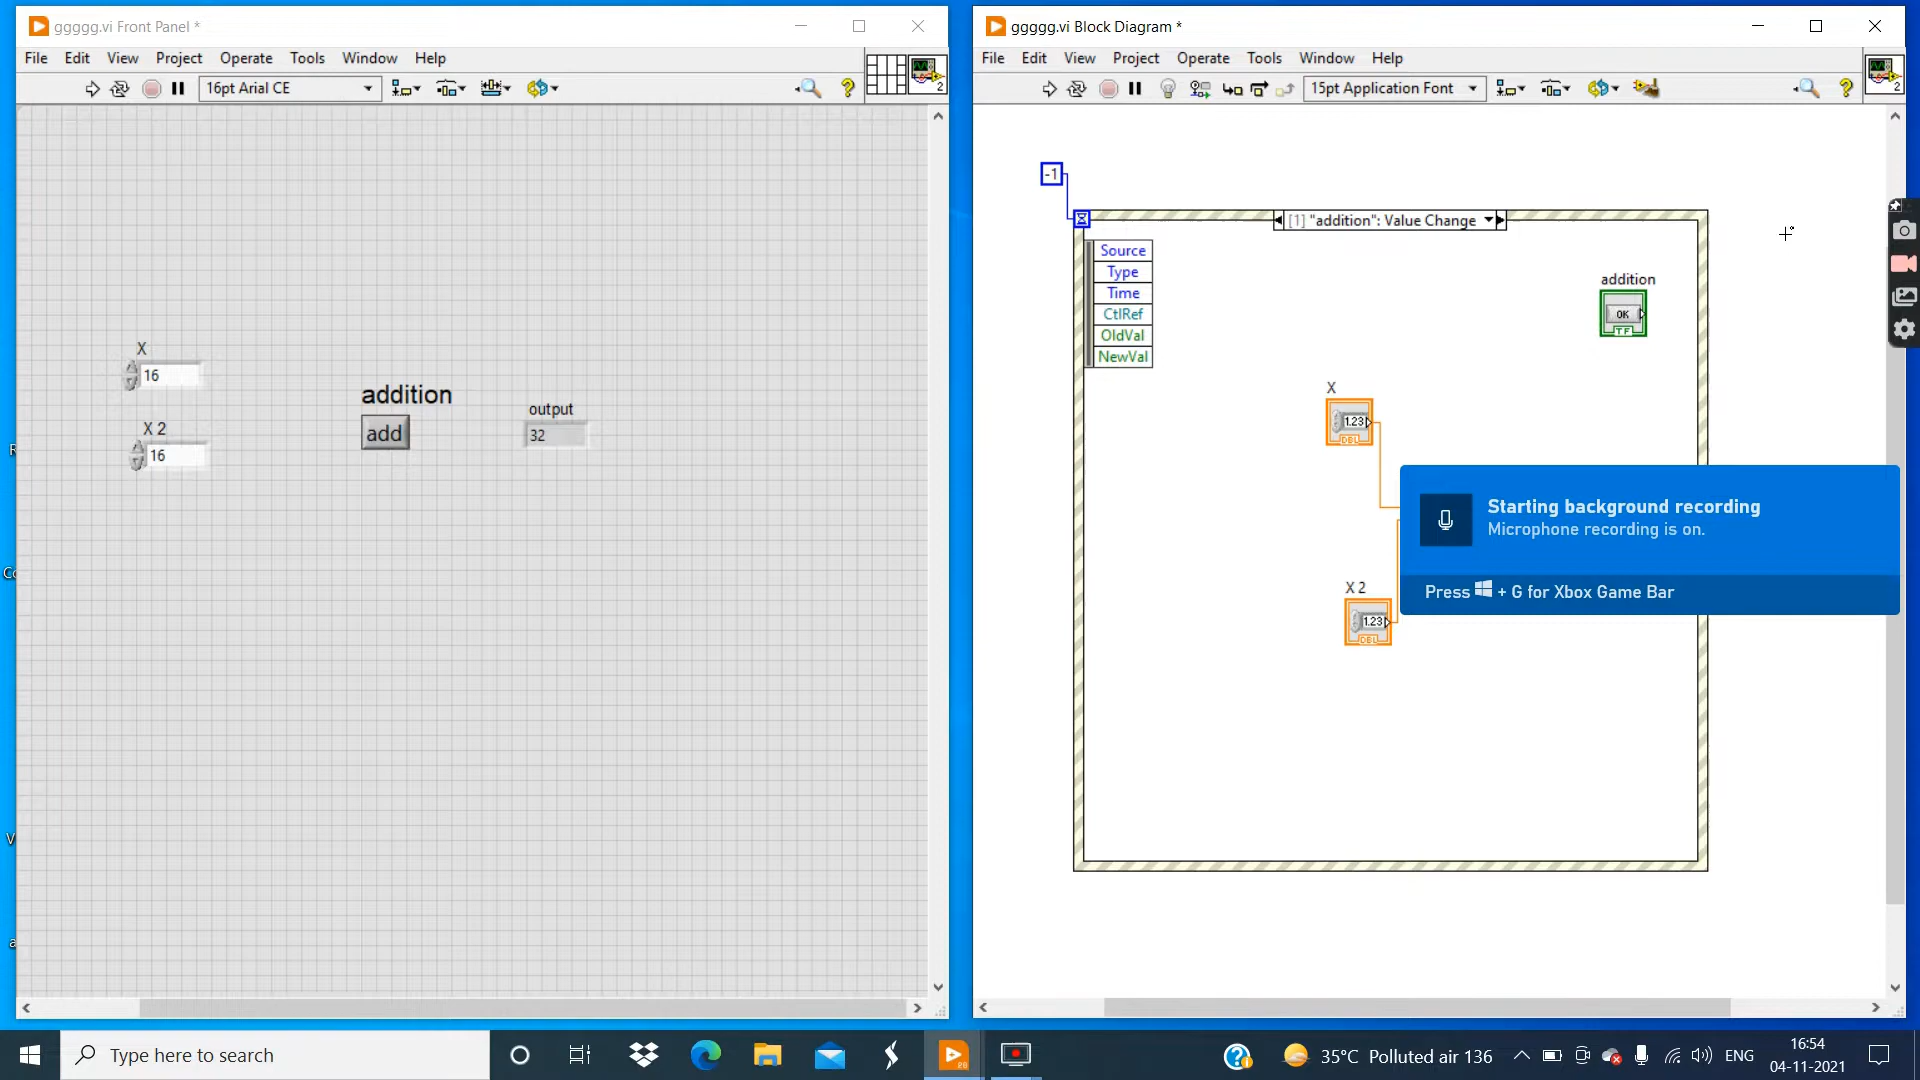 ggggg.vi Front Panel *
File Edit View Project Operate Tools Window Help
16pt Arial CE
2
X
16
X 2
16
addition
add
output
32
ggggg.vi Block Diagram *
File Edit View Project Operate Tools Window Help
15pt Application Font
2
-1
[1] "addition": Value Change
Source
Type
Time
CtlRef
OldVal
NewVal
addition
OK
TF
X
1.23
DBL
X 2
1.23
DBL
Starting background recording
Microphone recording is on.
Press + G for Xbox Game Bar
Type here to search
35°C Polluted air 136
ENG
16:54
04-11-2021